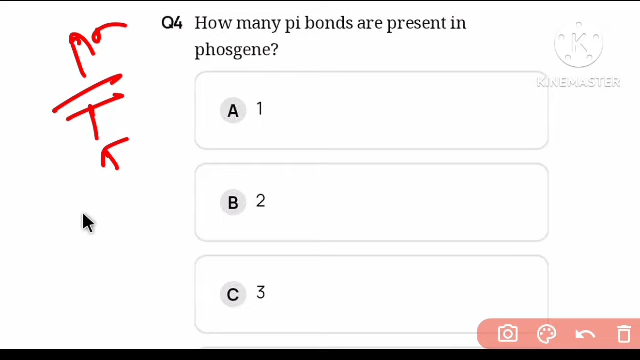 Q4 How many pi bonds are present in
phosgene?
A 1
B 2
C 3
K
KINEMASTER
σ
π